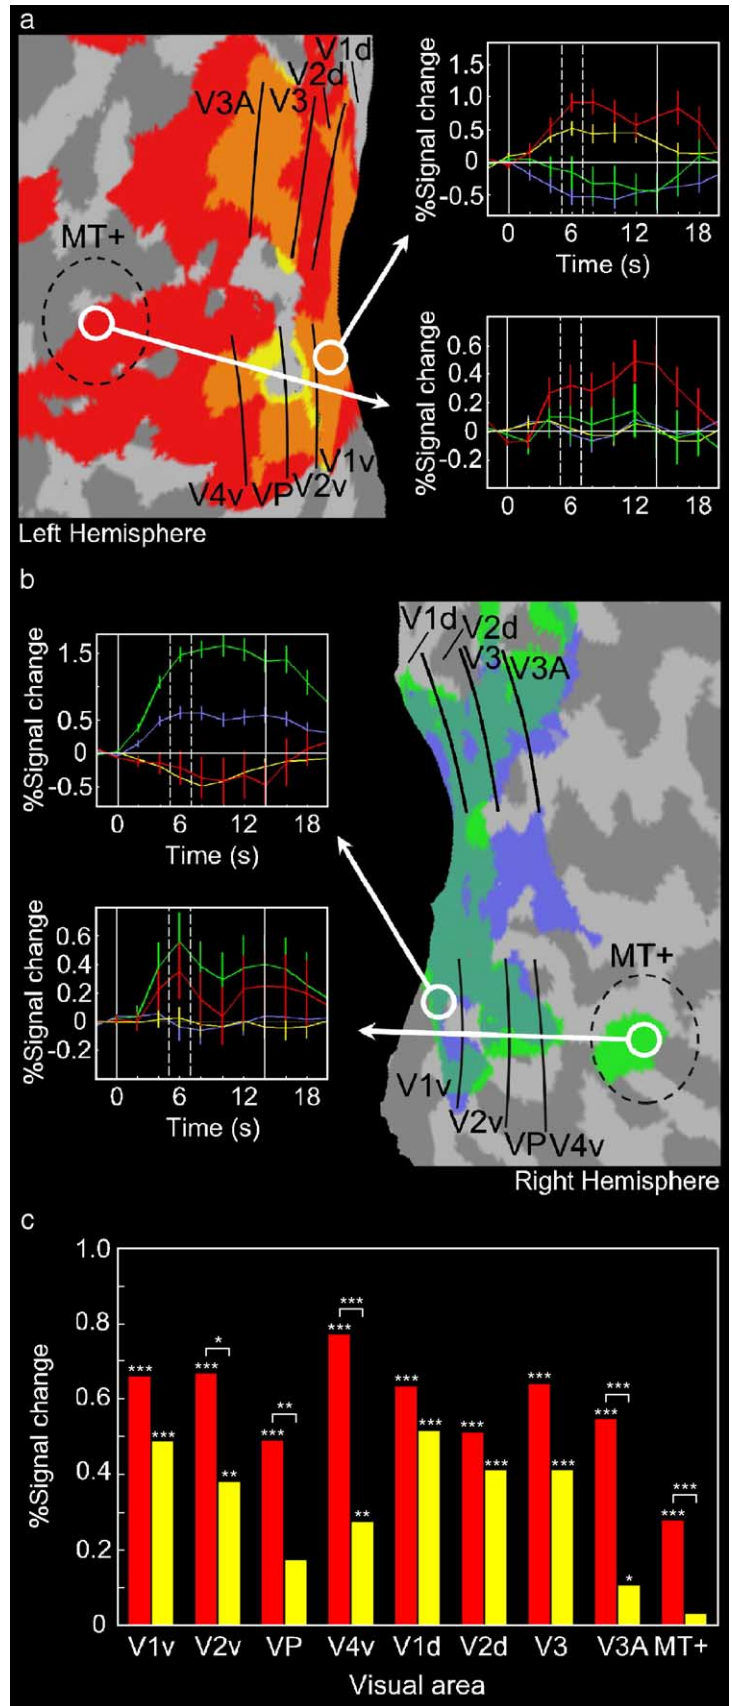 a
V1d
V2d
V3A V3
MT+
V4v VP V2v V1v
Left Hemisphere
%Signal change
1.5
1.0
0.5
0
-0.5
0 6 12 18
Time (s)
%Signal change
0.6
0.4
0.2
0
-0.2
0 6 12 18
Time (s)
b
%Signal change
1.5
0.5
0
-0.5
0 6 12 18
Time (s)
%Signal change
0.6
0.4
0.2
0
-0.2
0 6 12 18
Time (s)
V1d
V2d
V3
V3A
MT+
V1v
V2v
VP V4v
Right Hemisphere
c
%Signal change
1.0
0.8
0.6
0.4
0.2
0
*** ***
*** * **
*** **
*** *** **
*** ***
*** ***
*** ***
*** *** *
*** ***
V1v V2v VP V4v V1d V2d V3 V3A MT+
Visual area